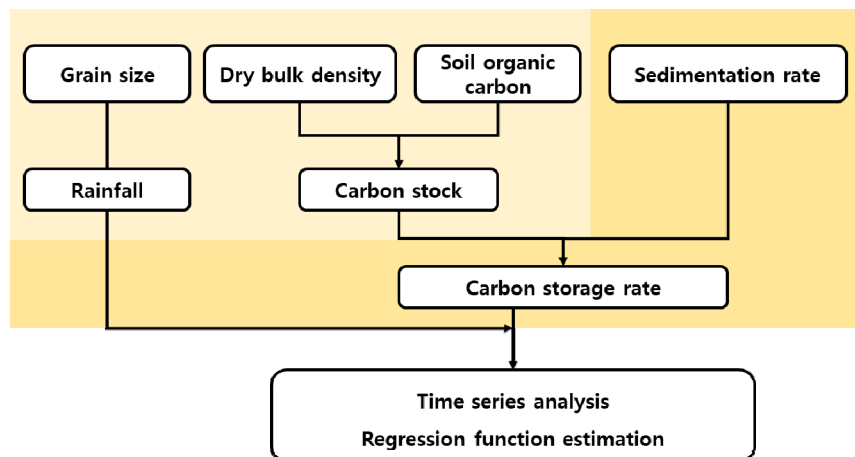 Grain size
Dry bulk density
Soil organic
carbon
Sedimentation rate
Rainfall
Carbon stock
Carbon storage rate
Time series analysis
Regression function estimation